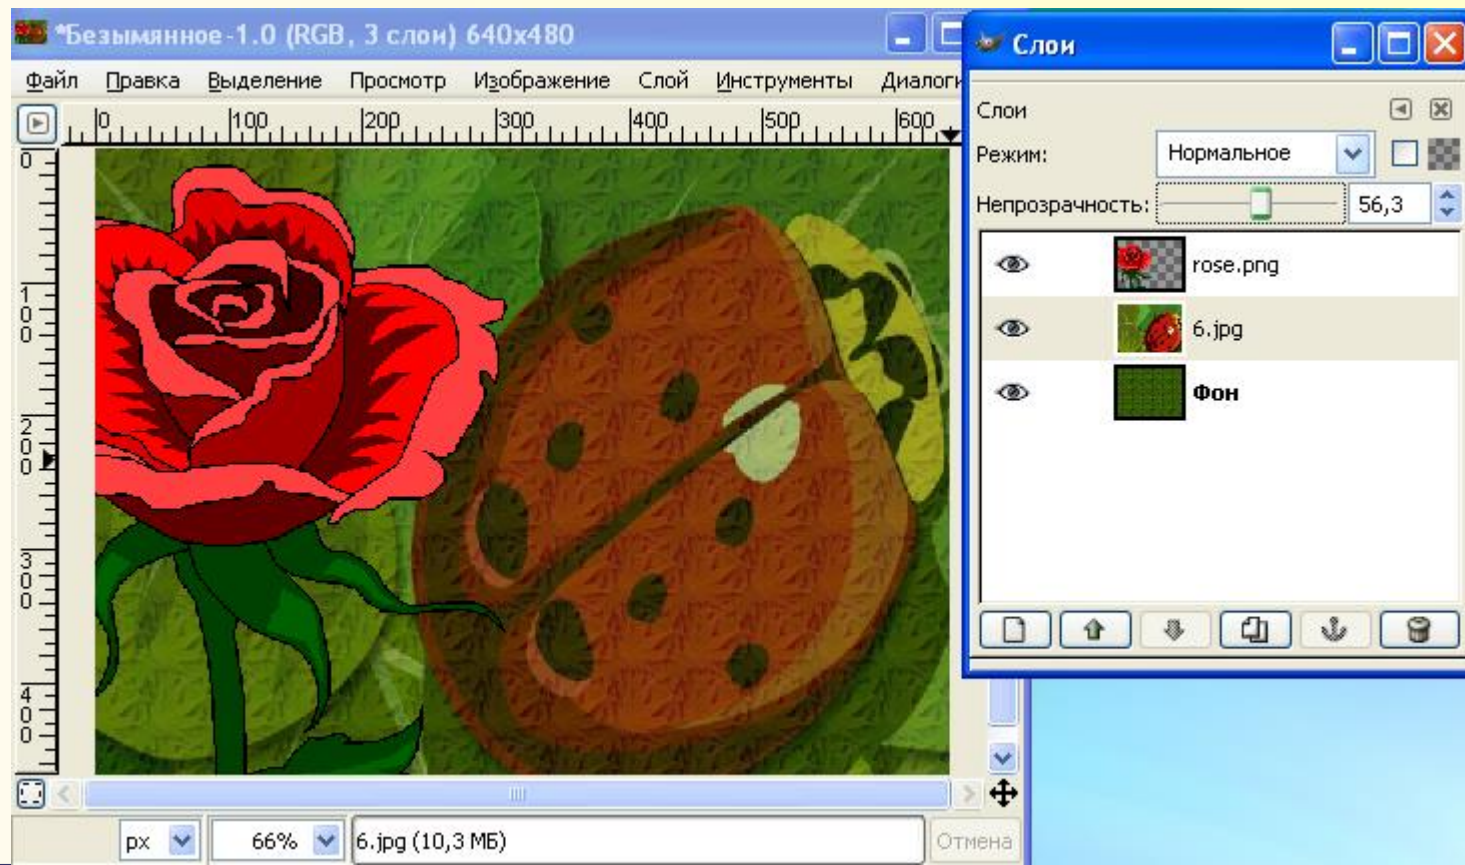 *Безымянное-1.0 (RGB, 3 слои) 640x480
Файл Правка Выделение Просмотр Изображение Слой Инструменты Диалоги
0 100 200 300 400 500 600
0
100
200
300
400
px 66% 6.jpg (10,3 МБ) Отмена
Слои
Слои
Режим: Нормальное
Непрозрачность: 56,3
rose.png
6.jpg
Фон